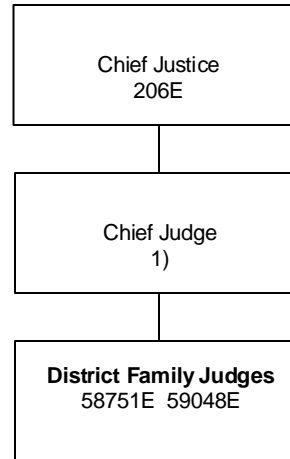 Chief Justice
206E
Chief Judge
1)
District Family Judges
58751E 59048E